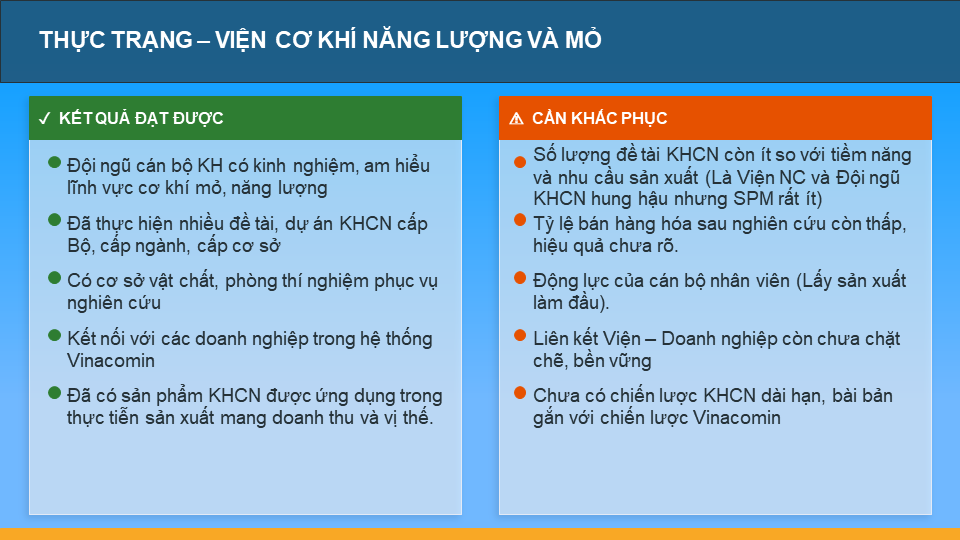 THỰC TRẠNG – VIỆN CƠ KHÍ NĂNG LƯỢNG VÀ MỎ
✓ KẾT QUẢ ĐẠT ĐƯỢC
Đội ngũ cán bộ KH có kinh nghiệm, am hiểu
lĩnh vực cơ khí mỏ, năng lượng
Đã thực hiện nhiều đề tài, dự án KHCN cấp
Bộ, cấp ngành, cấp cơ sở
Có cơ sở vật chất, phòng thí nghiệm phục vụ
nghiên cứu
Kết nối với các doanh nghiệp trong hệ thống
Vinacomin
Đã có sản phẩm KHCN được ứng dụng trong
thực tiễn sản xuất mang doanh thu và vị thế.
⚠ CẦN KHẮC PHỤC
Số lượng đề tài KHCN còn ít so với tiềm năng
và nhu cầu sản xuất (Là Viện NC và Đội ngũ
KHCN hung hậu nhưng SPM rất ít)
Tỷ lệ bán hàng hóa sau nghiên cứu còn thấp,
hiệu quả chưa rõ.
Động lực của cán bộ nhân viên (Lấy sản xuất
làm đầu).
Liên kết Viện – Doanh nghiệp còn chưa chặt
chẽ, bền vững
Chưa có chiến lược KHCN dài hạn, bài bản
gắn với chiến lược Vinacomin